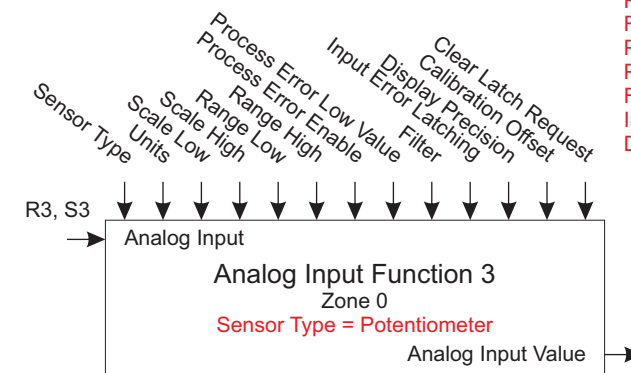 Sensor Type
Units
Scale Low
Scale High
Range Low
Range High
Process Error Enable
Process Error Low Value
Filter
Input Error Latching
Display Precision
Calibration Offset
Clear Latch Request
R3, S3
Analog Input
Analog Input Function 3
Zone 0
Sensor Type = Potentiometer
Analog Input Value